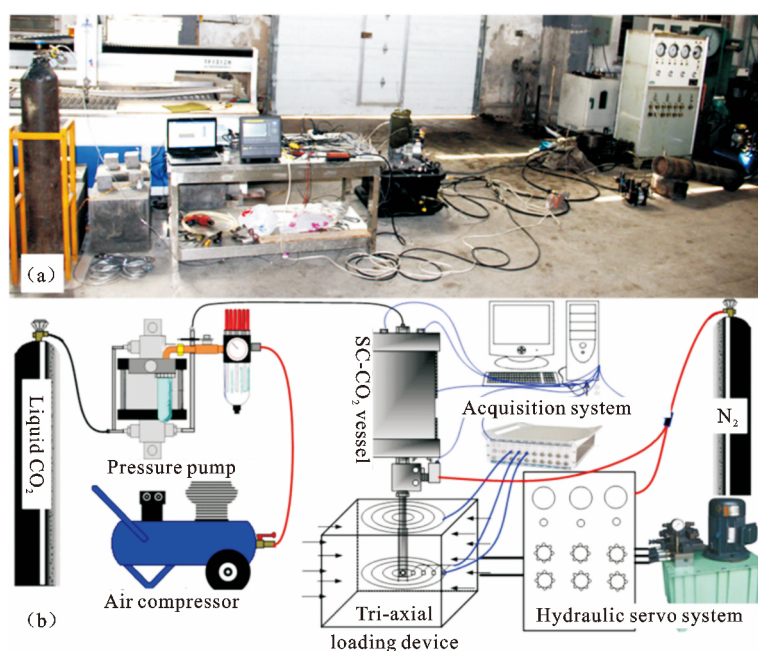 (a)
Liquid CO₂
Pressure pump
Air compressor
SC-CO₂ vessel
Acquisition system
N₂
Tri-axial
loading device
Hydraulic servo system
(b)